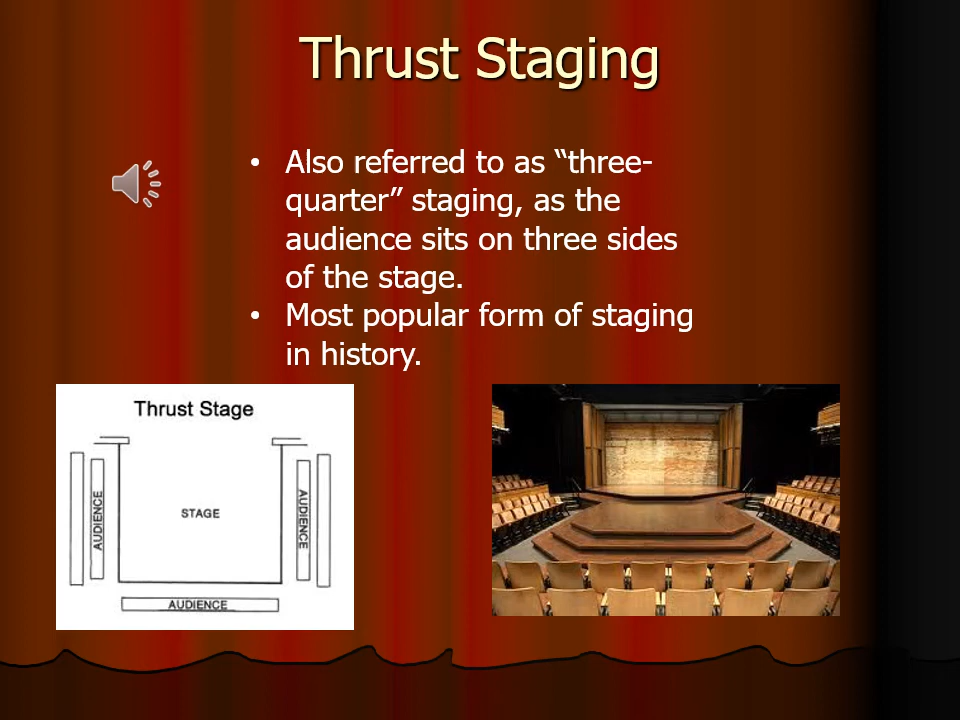 Thrust Staging
• Also referred to as “three-
quarter” staging, as the
audience sits on three sides
of the stage.
• Most popular form of staging
in history.
Thrust Stage
AUDIENCE
STAGE
AUDIENCE
AUDIENCE